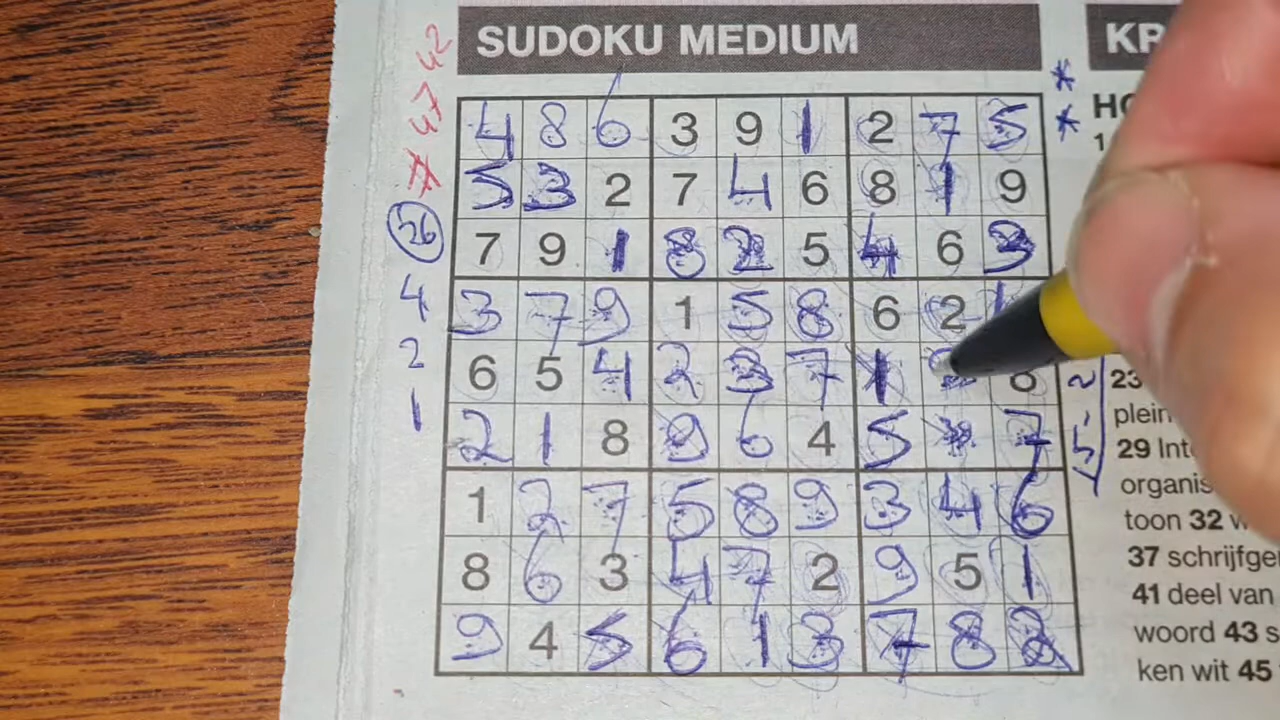 SUDOKU MEDIUM
KR
4 8 6 3 9 1 2 7 5
5 3 2 7 4 6 8 1 9
7 9 1 8 2 5 4 6 3
3 7 9 1 5 8 6 2
6 5 4 2 3 7 1
2 1 8 9 6 4 5 7
1 2 7 5 8 9 3 4 6
8 6 3 4 7 2 9 5 1
9 4 5 6 1 3 7 8 2
42
47
26
4
2
1
HO
1
23
plein
29
organis
toon 32
37 schrijfge
41 deel van
woord 43 s
ken wit 45